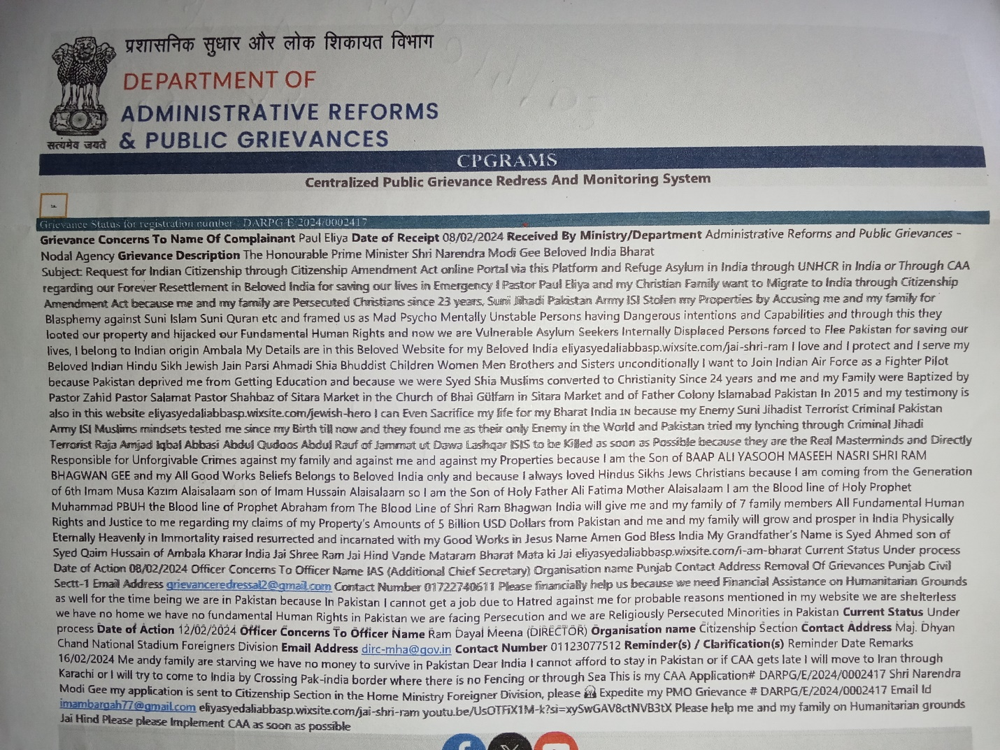 प्रशासनिक सुधार और लोक शिकायत विभाग
DEPARTMENT OF
ADMINISTRATIVE REFORMS
& PUBLIC GRIEVANCES
सत्यमेव जयते
CPGRAMS
Centralized Public Grievance Redress And Monitoring System
Grievance Status for registration number : DARPG/E/2024/0002417
Grievance Concerns To Name Of Complainant Paul Eliya Date of Receipt 08/02/2024 Received By Ministry/Department Administrative Reforms and Public Grievances -
Nodal Agency Grievance Description The Honourable Prime Minister Shri Narendra Modi Gee Beloved India Bharat
Subject: Request for Indian Citizenship through Citizenship Amendment Act online Portal via this Platform and Refuge Asylum in India through UNHCR in India or Through CAA
regarding our Forever Resettlement in Beloved India for saving our lives in Emergency I Pastor Paul Eliya and my Christian Family want to Migrate to India through Citizenship
Amendment Act because me and my family are Persecuted Christians since 23 years, Suni Jihadi Pakistan Army ISI Stolen my Properties by Accusing me and my family for
Blasphemy against Suni Islam Suni Quran etc and framed us as Mad Psycho Mentally Unstable Persons having Dangerous intentions and Capabilities and through this they
looted our property and hijacked our Fundamental Human Rights and now we are Vulnerable Asylum Seekers Internally Displaced Persons forced to Flee Pakistan for saving our
lives, I belong to Indian origin Ambala My Details are in this Beloved Website for my Beloved India eliyasyedaliabbasp.wixsite.com/jai-shri-ram I love and I protect and I serve my
Beloved Indian Hindu Sikh Jewish Jain Parsi Ahmadi Shia Bhuddist Children Women Men Brothers and Sisters unconditionally I want to Join Indian Air Force as a Fighter Pilot
because Pakistan deprived me from Getting Education and because we were Syed Shia Muslims converted to Christianity Since 24 years and me and my Family were Baptized by
Pastor Zahid Pastor Salamat Pastor Shahbaz of Sitara Market in the Church of Bhai Gulfam in Sitara Market and of Father Colony Islamabad Pakistan In 2015 and my testimony is
also in this website eliyasyedaliabbasp.wixsite.com/jewish-hero I can Even Sacrifice my life for my Bharat India IN because my Enemy Suni Jihadist Terrorist Criminal Pakistan
Army ISI Muslims mindsets tested me since my Birth till now and they found me as their only Enemy in the World and Pakistan tried my lynching through Criminal Jihadi
Terrorist Raja Amjad Iqbal Abbasi Abdul Qudoos Abdul Rauf of Jammat ut Dawa Lashqar ISIS to be Killed as soon as Possible because they are the Real Masterminds and Directly
Responsible for Unforgivable Crimes against my family and against me and against my Properties because I am the Son of BAAP ALI YASOOH MASEEH NASRI SHRI RAM
BHAGWAN GEE and my All Good Works Beliefs Belongs to Beloved India only and because I always loved Hindus Sikhs Jews Christians because I am coming from the Generation
of 6th Imam Musa Kazim Alaisalaam son of Imam Hussain Alaisalaam so I am the Son of Holy Father Ali Fatima Mother Alaisalaam I am the Blood line of Holy Prophet
Muhammad PBUH the Blood line of Prophet Abraham from The Blood Line of Shri Ram Bhagwan India will give me and my family of 7 family members All Fundamental Human
Rights and Justice to me regarding my claims of my Property's Amounts of 5 Billion USD Dollars from Pakistan and me and my family will grow and prosper in India Physically
Eternally Heavenly in Immortality raised resurrected and incarnated with my Good Works in Jesus Name Amen God Bless India My Grandfather's Name is Syed Ahmed son of
Syed Qaim Hussain of Ambala Kharar India Jai Shree Ram Jai Hind Vande Mataram Bharat Mata ki Jai eliyasyedaliabbasp.wixsite.com/i-am-bharat Current Status Under process
Date of Action 08/02/2024 Officer Concerns To Officer Name IAS (Additional Chief Secretary) Organisation name Punjab Contact Address Removal Of Grievances Punjab Civil
Sectt-1 Email Address grievanceredressal2@gmail.com Contact Number 01722740611 Please financially help us because we need Financial Assistance on Humanitarian Grounds
as well for the time being we are in Pakistan because In Pakistan I cannot get a job due to Hatred against me for probable reasons mentioned in my website we are shelterless
we have no home we have no fundamental Human Rights in Pakistan we are facing Persecution and we are Religiously Persecuted Minorities in Pakistan Current Status Under
process Date of Action 12/02/2024 Officer Concerns To Officer Name Ram Dayal Meena (DIRECTOR) Organisation name Citizenship Section Contact Address Maj. Dhyan
Chand National Stadium Foreigners Division Email Address dirc-mha@gov.in Contact Number 01123077512 Reminder(s) / Clarification(s) Reminder Date Remarks
16/02/2024 Me andy family are starving we have no money to survive in Pakistan Dear India I cannot afford to stay in Pakistan or if CAA gets late I will move to Iran through
Karachi or I will try to come to India by Crossing Pak-india border where there is no Fencing or through Sea This is my CAA Application# DARPG/E/2024/0002417 Shri Narendra
Modi Gee my application is sent to Citizenship Section in the Home Ministry Foreigner Division, please Expedite my PMO Grievance # DARPG/E/2024/0002417 Email Id
imambargah77@gmail.com eliyasyedaliabbasp.wixsite.com/jai-shri-ram youtu.be/UsOTFiX1M-k?si=xySwGAV8ctNVB3tX Please help me and my family on Humanitarian grounds
Jai Hind Please please Implement CAA as soon as possible